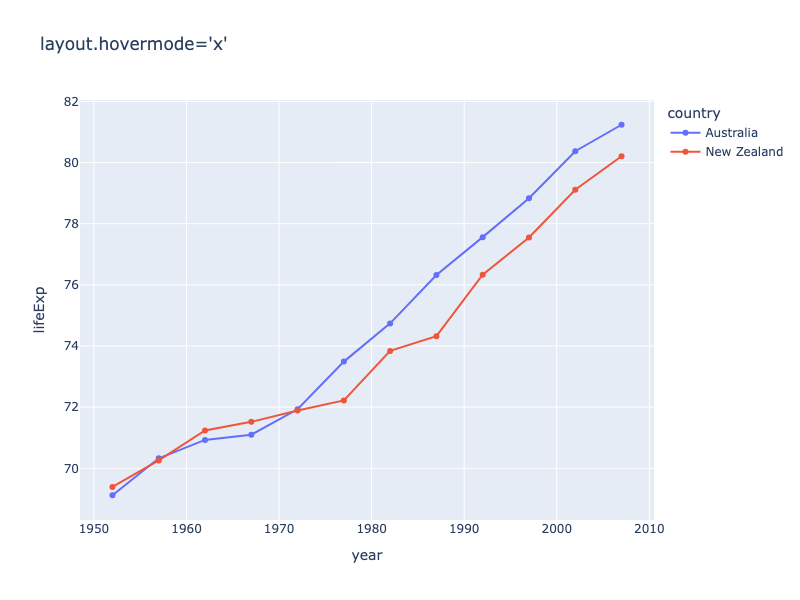 layout.hovermode='x'
82
80
78
76
74
72
70
lifeExp
1950 1960 1970 1980 1990 2000 2010
year
country
Australia
New Zealand